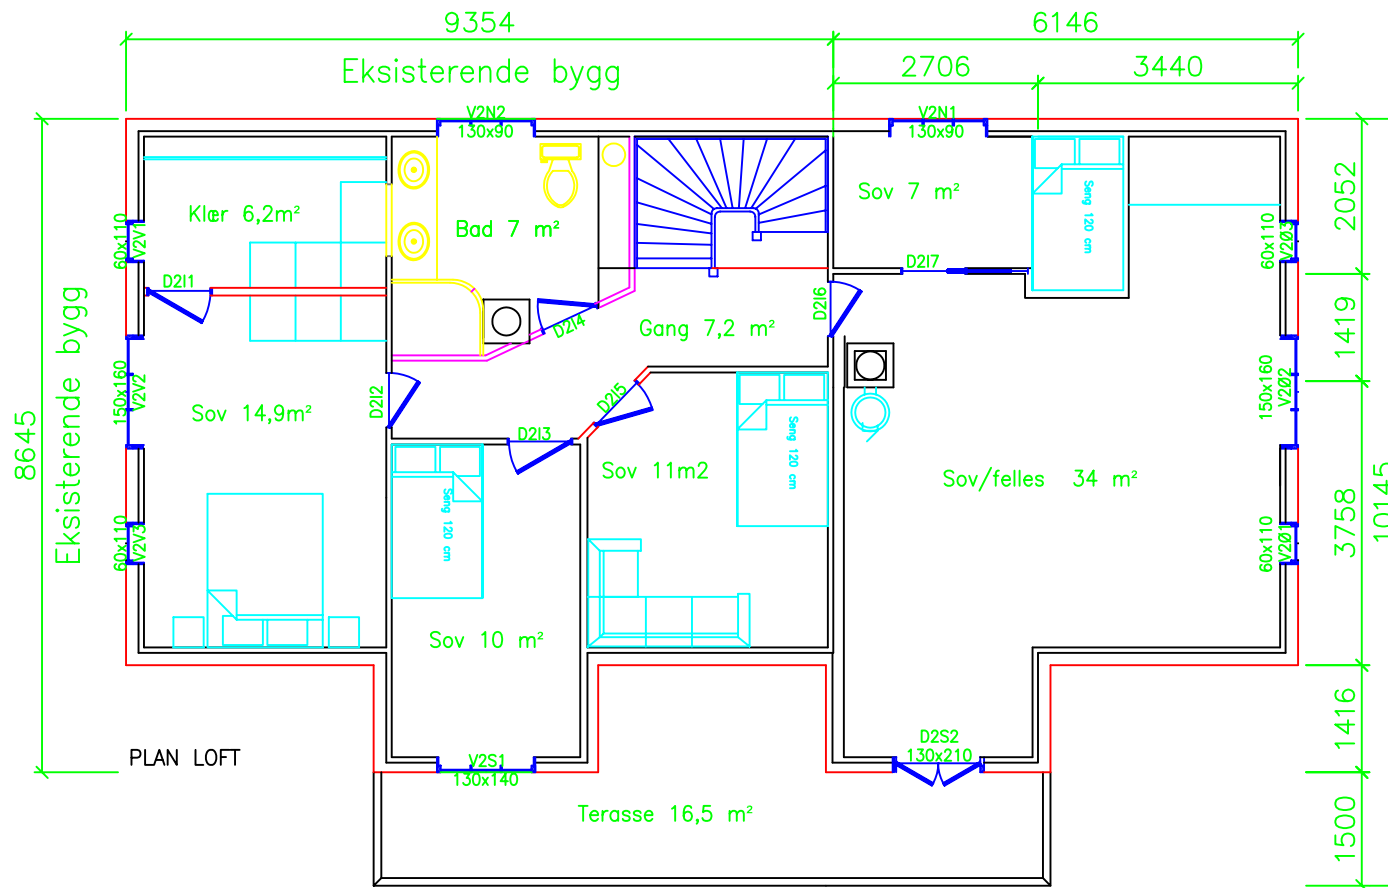 9354
6146
Eksisterende bygg
2706
3440
V2N2
130x90
V2N1
130x90
2052
Sov 7 m²
Seng 120 cm
Klær 6,2m²
Bad 7 m²
60x110
V2V1
60x110
V2Ø3
D2I1
D2I7
D2I6
D2I4
Gang 7,2 m²
1419
Eksisterende bygg
150x160
V2V2
D2I2
D2I5
150x160
V2Ø2
8645
Sov 14,9m²
D2I3
Seng 120 cm
Sov 11m2
Sov/felles 34 m²
Seng 120 cm
60x110
V2V3
60x110
V2Ø1
3758
10145
Sov 10 m²
PLAN LOFT
V2S1
130x140
D2S2
130x210
1416
Terasse 16,5 m²
1500